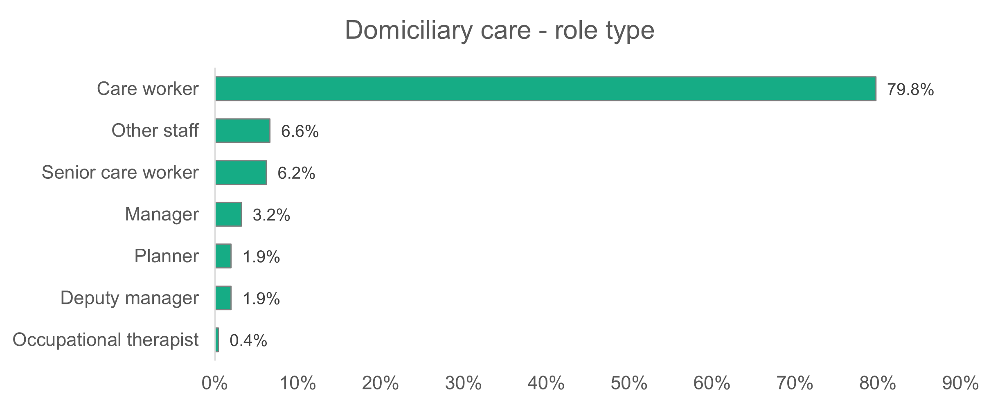 Domiciliary care - role type
Care worker 79.8%
Other staff 6.6%
Senior care worker 6.2%
Manager 3.2%
Planner 1.9%
Deputy manager 1.9%
Occupational therapist 0.4%
0% 10% 20% 30% 40% 50% 60% 70% 80% 90%